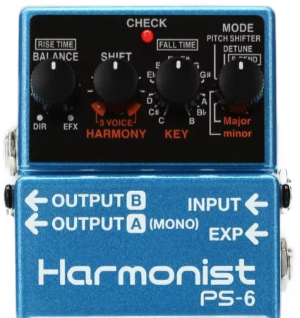 CHECK
RISE TIME
BALANCE
SHIFT
FALL TIME
MODE
PITCH SHIFTER
DETUNE
S-BEND
E
G#
A
B♭
B
C
C#
D
DIR
EFX
3 VOICE
HARMONY
KEY
Major
minor
OUTPUT B
OUTPUT A (MONO)
INPUT
EXP
Harmonist
PS-6